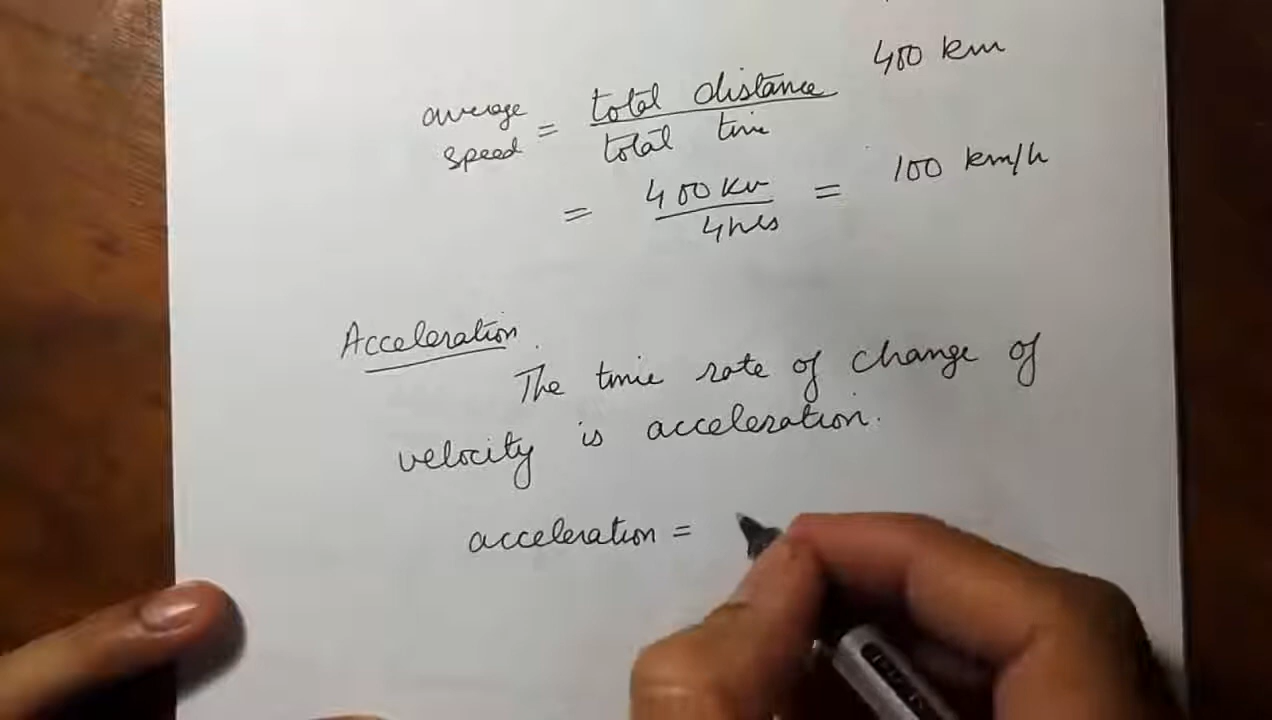 400 km
average speed = total distance / total time
= 400 km / 4 hrs = 100 km/h
Acceleration.
The time rate of change of
velocity is acceleration.
acceleration =